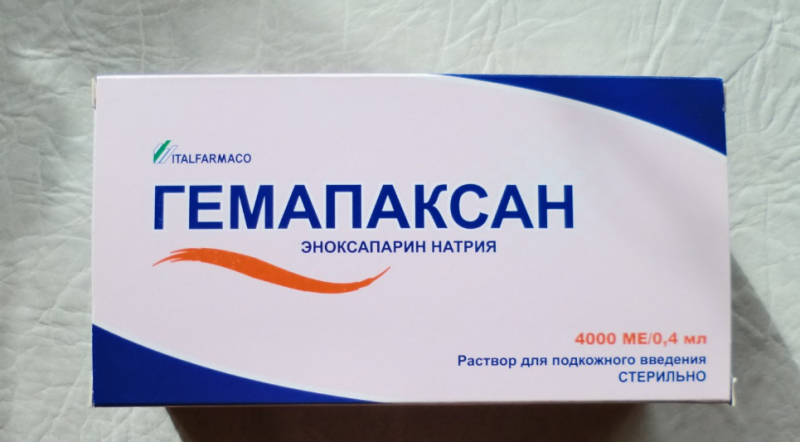 ITALFARMACO
ГЕМАПАКСАН
ЭНОКСАПАРИН НАТРИЯ
4000 МЕ/0,4 мл
Раствор для подкожного введения
СТЕРИЛЬНО